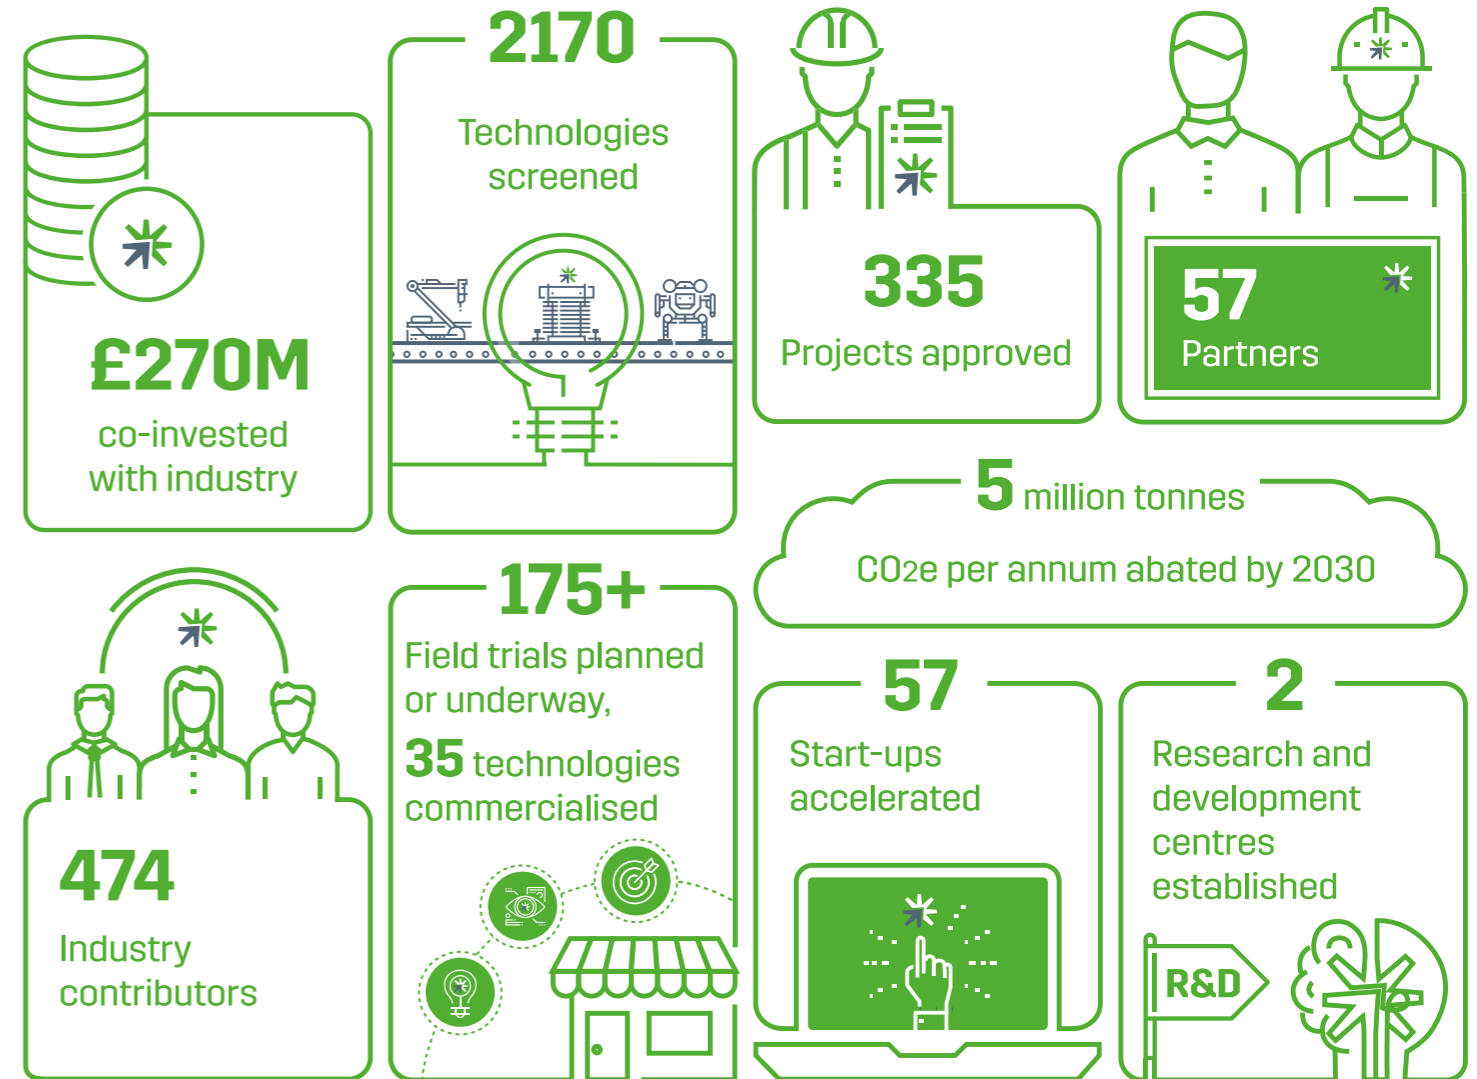 £270M
co-invested
with industry
2170
Technologies
screened
335
Projects approved
57
Partners
5 million tonnes
CO2e per annum abated by 2030
474
Industry
contributors
175+
Field trials planned
or underway,
35 technologies
commercialised
57
Start-ups
accelerated
2
Research and
development
centres
established
R&D